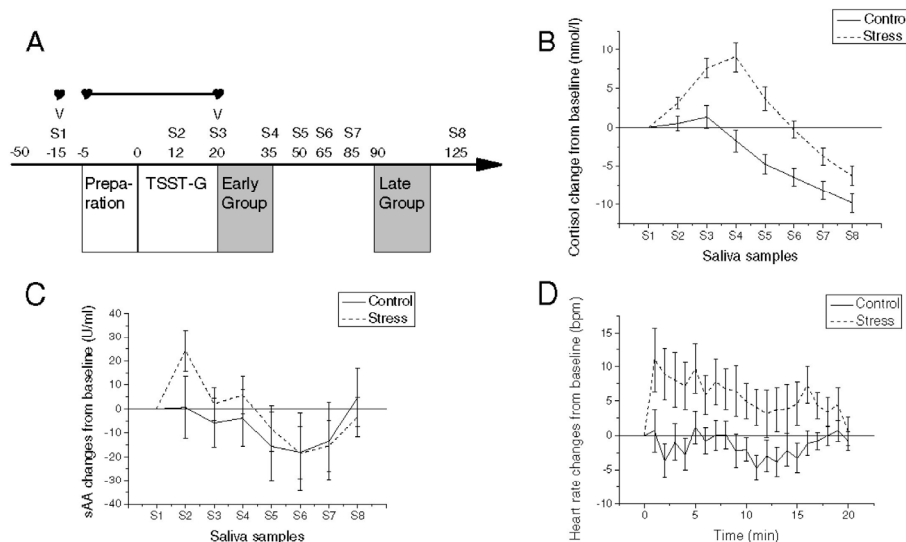 A
V V
S1 S2 S3 S4 S5 S6 S7 S8
-50 -15 -5 0 12 20 35 50 65 85 90 125
Prepa-
ration
TSST-G
Early
Group
Late
Group
B
Control
Stress
Cortisol change from baseline (nmol/l)
10
5
0
-5
-10
S1 S2 S3 S4 S5 S6 S7 S8
Saliva samples
C
Control
Stress
sAA changes from baseline (U/ml)
40
30
20
10
0
-10
-20
-30
-40
S1 S2 S3 S4 S5 S6 S7 S8
Saliva samples
D
Control
Stress
Heart rate changes from baseline (bpm)
15
10
5
0
-5
-10
0 5 10 15 20
Time (min)